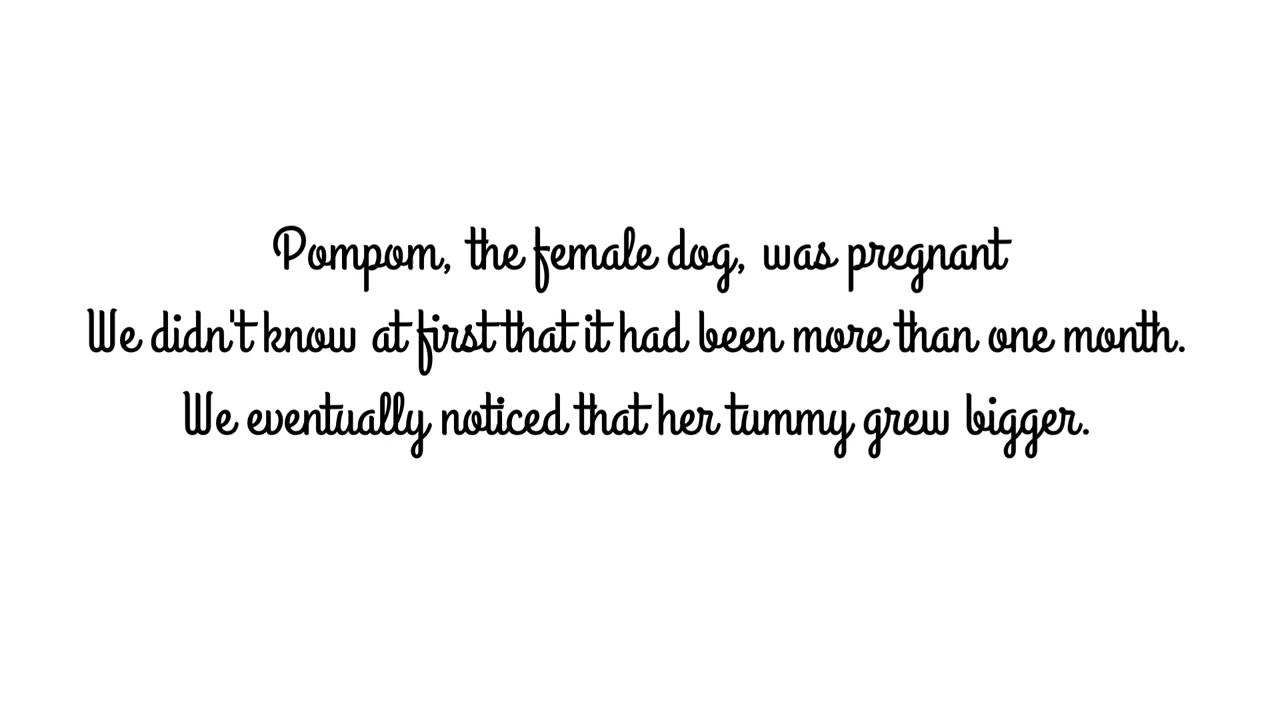 Pompom, the female dog, was pregnant
We didn't know at first that it had been more than one month.
We eventually noticed that her tummy grew bigger.